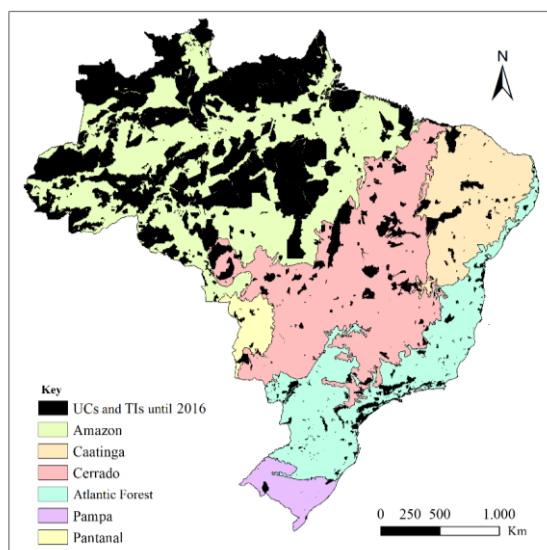 N
Key
UCs and TIs until 2016
Amazon
Caatinga
Cerrado
Atlantic Forest
Pampa
Pantanal
0 250 500 1.000
Km